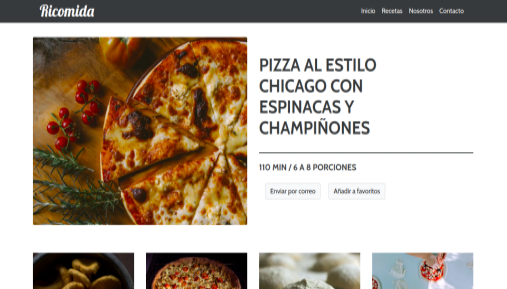 Ricomida
Inicio Recetas Nosotros Contacto
PIZZA AL ESTILO
CHICAGO CON
ESPINACAS Y
CHAMPIÑONES
110 MIN / 6 A 8 PORCIONES
Enviar por correo Añadir a favoritos